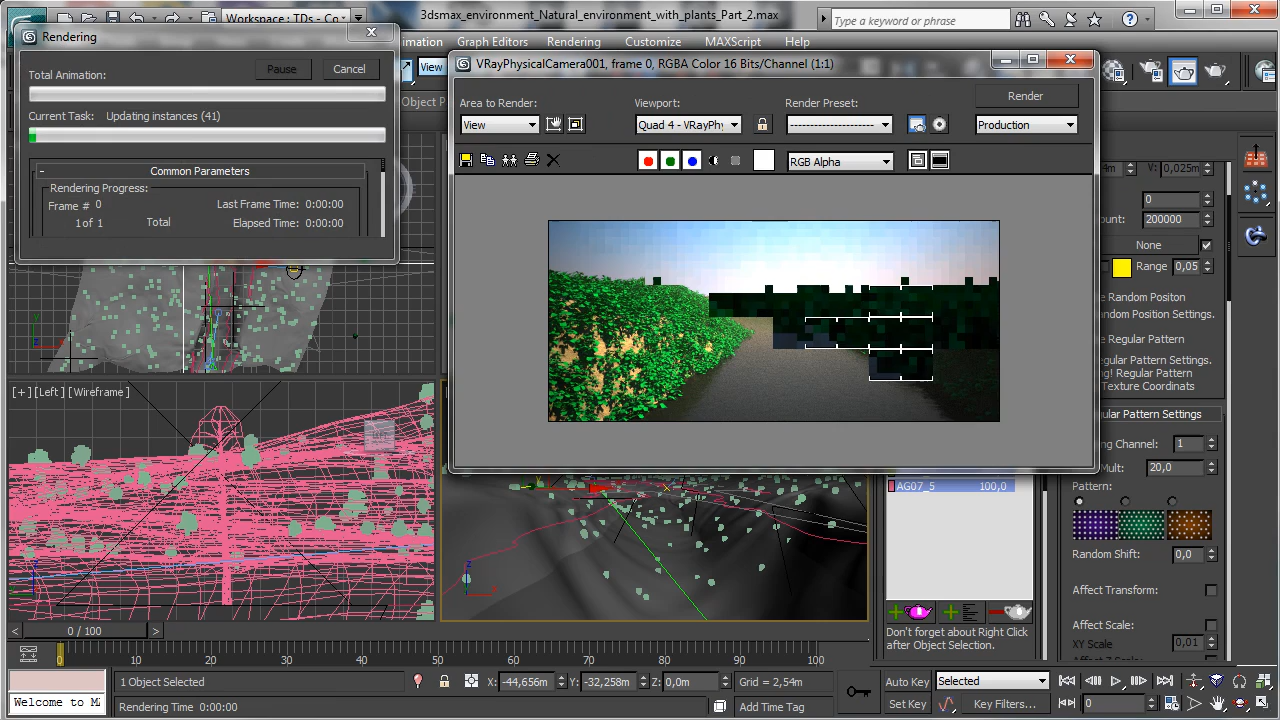 Workspace : TDs - Co
3dsmax_environment_Natural_environment_with_plants_Part_2.max
Type a keyword or phrase
Rendering
imation
Graph Editors
Rendering
Customize
MAXScript
Help
Total Animation:
Pause
Cancel
View
Current Task: Updating instances (41)
Object P
- Common Parameters
Rendering Progress:
Frame # 0
Last Frame Time: 0:00:00
1 of 1 Total
Elapsed Time: 0:00:00
VRayPhysicalCamera001, frame 0, RGBA Color 16 Bits/Channel (1:1)
Area to Render:
Viewport:
Render Preset:
Render
View
Quad 4 - VRayPhy
Production
RGB Alpha
V: 0,025m
0
ount: 200000
None
Range 0,05
e Random Positon
Random Position Settings.
e Regular Pattern
Regular Pattern Settings.
g! Regular Pattern
Texture Coordinats
gular Pattern Settings
ng Channel: 1
Mult: 20,0
Pattern:
Random Shift: 0,0
Affect Transform:
Affect Scale:
XY Scale 0,01
[+] [Left] [Wireframe]
AG07_5 100,0
Don't forget about Right Click
after Object Selection.
< 0 / 100 >
0 10 20 30 40 50 60 70 80 90 100
1 Object Selected
X: -44,656m Y: -32,258m Z: 0,0m
Grid = 2,54m
Auto Key
Selected
Welcome to M
Rendering Time 0:00:00
Add Time Tag
Set Key
Key Filters...
0